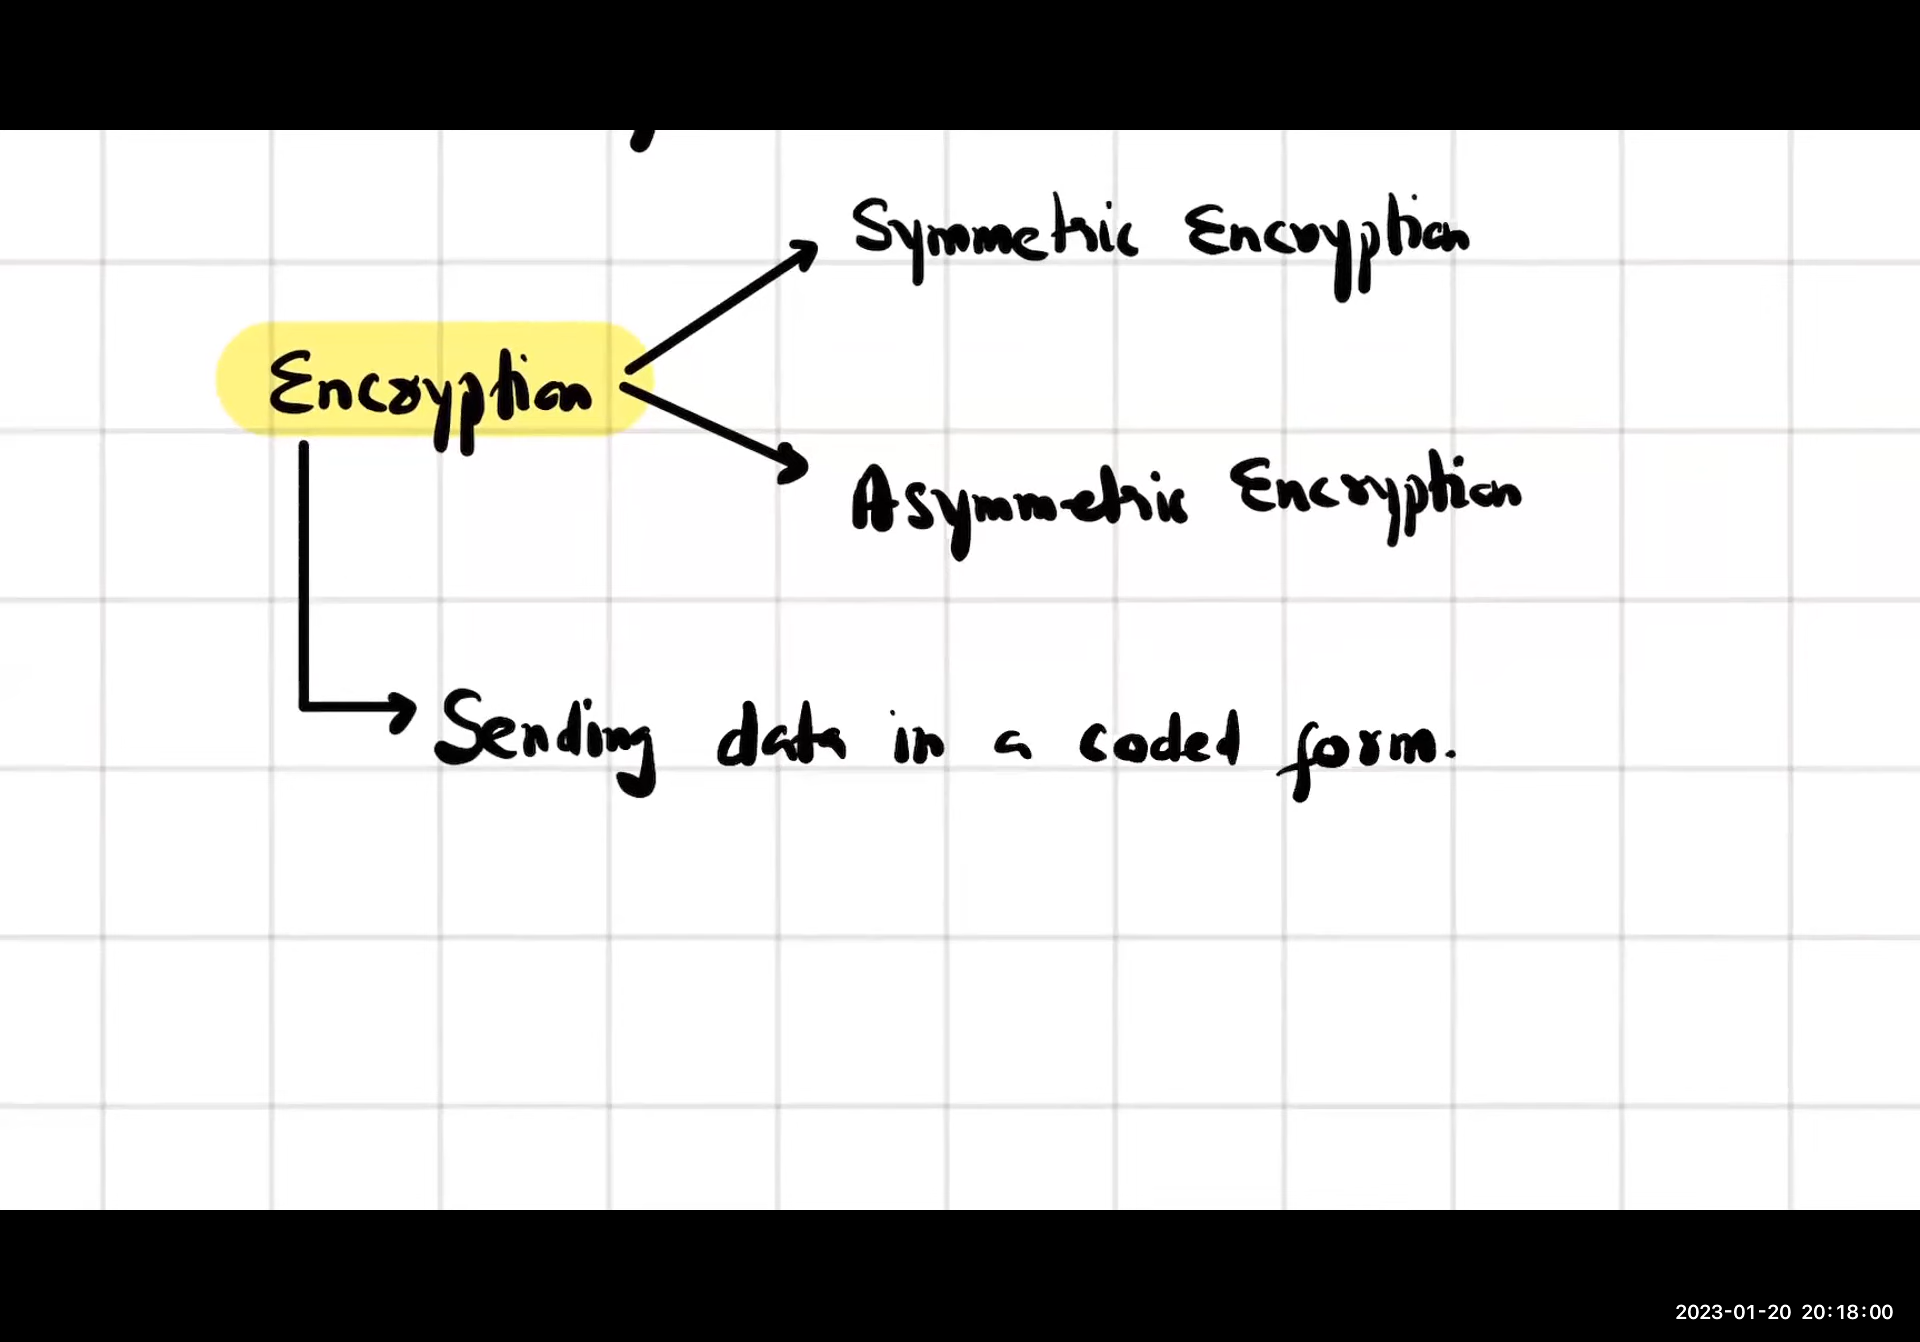 Symmetric Encryption
Encryption
Asymmetric Encryption
Sending data in a coded form.
2023-01-20 20:18:00